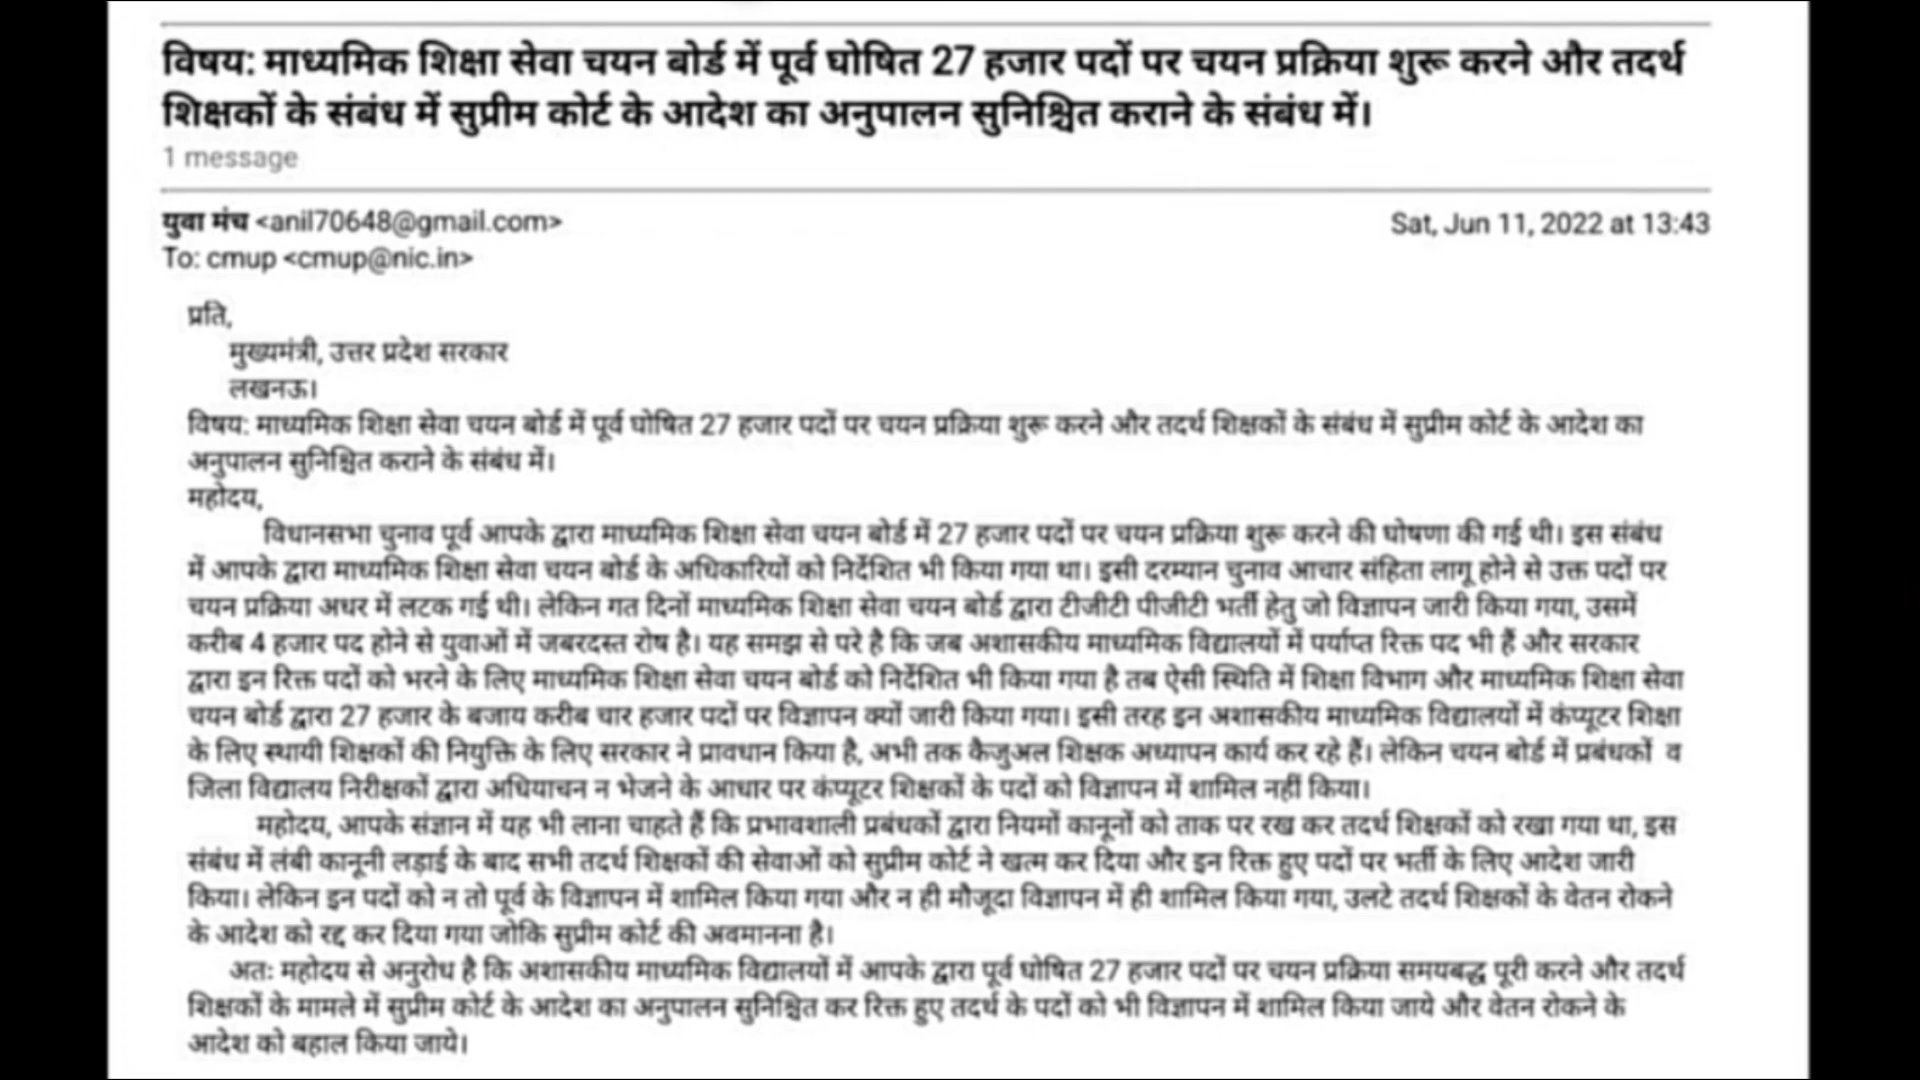 विषय: माध्यमिक शिक्षा सेवा चयन बोर्ड में पूर्व घोषित 27 हजार पदों पर चयन प्रक्रिया शुरू करने और तदर्थ
शिक्षकों के संबंध में सुप्रीम कोर्ट के आदेश का अनुपालन सुनिश्चित कराने के संबंध में।
1 message
युवा मंच <anil70648@gmail.com>
Sat, Jun 11, 2022 at 13:43
To: cmup <cmup@nic.in>
प्रति,
मुख्यमंत्री, उत्तर प्रदेश सरकार
लखनऊ।
विषय: माध्यमिक शिक्षा सेवा चयन बोर्ड में पूर्व घोषित 27 हजार पदों पर चयन प्रक्रिया शुरू करने और तदर्थ शिक्षकों के संबंध में सुप्रीम कोर्ट के आदेश का
अनुपालन सुनिश्चित कराने के संबंध में।
महोदय,
विधानसभा चुनाव पूर्व आपके द्वारा माध्यमिक शिक्षा सेवा चयन बोर्ड में 27 हजार पदों पर चयन प्रक्रिया शुरू करने की घोषणा की गई थी। इस संबंध
में आपके द्वारा माध्यमिक शिक्षा सेवा चयन बोर्ड के अधिकारियों को निर्देशित भी किया गया था। इसी दरम्यान चुनाव आचार संहिता लागू होने से उक्त पदों पर
चयन प्रक्रिया अधर में लटक गई थी। लेकिन गत दिनों माध्यमिक शिक्षा सेवा चयन बोर्ड द्वारा टीजीटी पीजीटी भर्ती हेतु जो विज्ञापन जारी किया गया, उसमें
करीब 4 हजार पद होने से युवाओं में जबरदस्त रोष है। यह समझ से परे है कि जब अशासकीय माध्यमिक विद्यालयों में पर्याप्त रिक्त पद भी हैं और सरकार
द्वारा इन रिक्त पदों को भरने के लिए माध्यमिक शिक्षा सेवा चयन बोर्ड को निर्देशित भी किया गया है तब ऐसी स्थिति में शिक्षा विभाग और माध्यमिक शिक्षा सेवा
चयन बोर्ड द्वारा 27 हजार के बजाय करीब चार हजार पदों पर विज्ञापन क्यों जारी किया गया। इसी तरह इन अशासकीय माध्यमिक विद्यालयों में कंप्यूटर शिक्षा
के लिए स्थायी शिक्षकों की नियुक्ति के लिए सरकार ने प्रावधान किया है, अभी तक कैजुअल शिक्षक अध्यापन कार्य कर रहे हैं। लेकिन चयन बोर्ड में प्रबंधकों व
जिला विद्यालय निरीक्षकों द्वारा अधियाचन न भेजने के आधार पर कंप्यूटर शिक्षकों के पदों को विज्ञापन में शामिल नहीं किया।
महोदय, आपके संज्ञान में यह भी लाना चाहते हैं कि प्रभावशाली प्रबंधकों द्वारा नियमों कानूनों को ताक पर रख कर तदर्थ शिक्षकों को रखा गया था, इस
संबंध में लंबी कानूनी लड़ाई के बाद सभी तदर्थ शिक्षकों की सेवाओं को सुप्रीम कोर्ट ने खत्म कर दिया और इन रिक्त हुए पदों पर भर्ती के लिए आदेश जारी
किया। लेकिन इन पदों को न तो पूर्व के विज्ञापन में शामिल किया गया और न ही मौजूदा विज्ञापन में ही शामिल किया गया, उलटे तदर्थ शिक्षकों के वेतन रोकने
के आदेश को रद्द कर दिया गया जोकि सुप्रीम कोर्ट की अवमानना है।
अतः महोदय से अनुरोध है कि अशासकीय माध्यमिक विद्यालयों में आपके द्वारा पूर्व घोषित 27 हजार पदों पर चयन प्रक्रिया समयबद्ध पूरी करने और तदर्थ
शिक्षकों के मामले में सुप्रीम कोर्ट के आदेश का अनुपालन सुनिश्चित कर रिक्त हुए तदर्थ के पदों को भी विज्ञापन में शामिल किया जाये और वेतन रोकने के
आदेश को बहाल किया जाये।